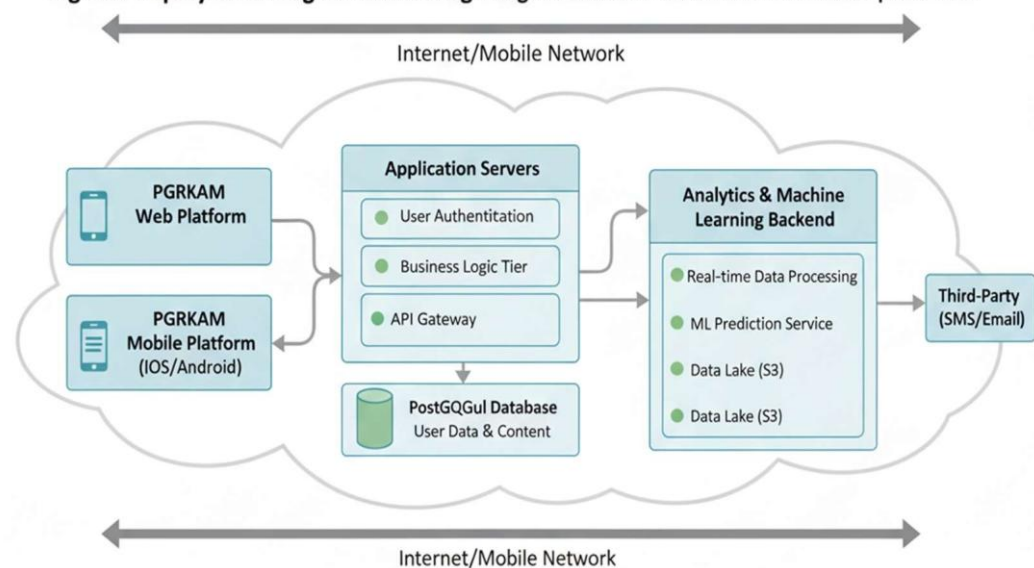 Internet/Mobile Network
PGRKAM
Web Platform
PGRKAM
Mobile Platform
(IOS/Android)
Application Servers
User Authentitation
Business Logic Tier
API Gateway
PostGQGul Database
User Data & Content
Analytics & Machine
Learning Backend
Real-time Data Processing
ML Prediction Service
Data Lake (S3)
Data Lake (S3)
Third-Party
(SMS/Email)
Internet/Mobile Network